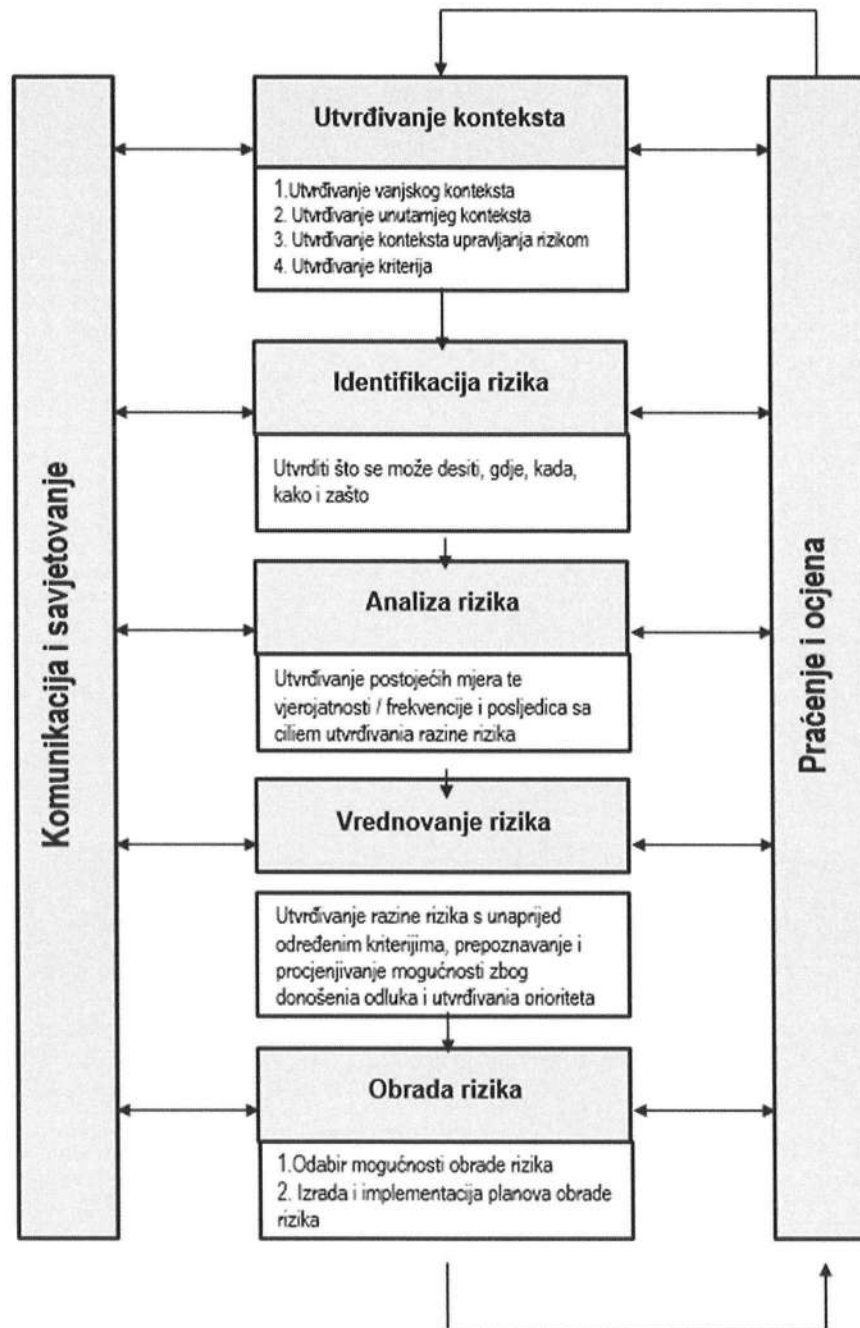 Utvrđivanje konteksta
1.Utvrđivanje vanjskog konteksta
2. Utvrđivanje unutarnjeg konteksta
3. Utvrđivanje konteksta upravljanja rizikom
4. Utvrđivanje kriterija
Identifikacija rizika
Utvrditi što se može desiti, gdje, kada,
kako i zašto
Analiza rizika
Utvrđivanje postojećih mjera te
vjerojatnosti / frekvencije i posljedica sa
ciljem utvrđivanja razine rizika
Vrednovanje rizika
Utvrđivanje razine rizika s unaprijed
određenim kriterijima, prepoznavanje i
procjenjivanje mogućnosti zbog
donošenja odluka i utvrđivanja prioriteta
Obrada rizika
1.Odabir mogućnosti obrade rizika
2. Izrada i implementacija planova obrade
rizika
Komunikacija i savjetovanje
Praćenje i ocjena